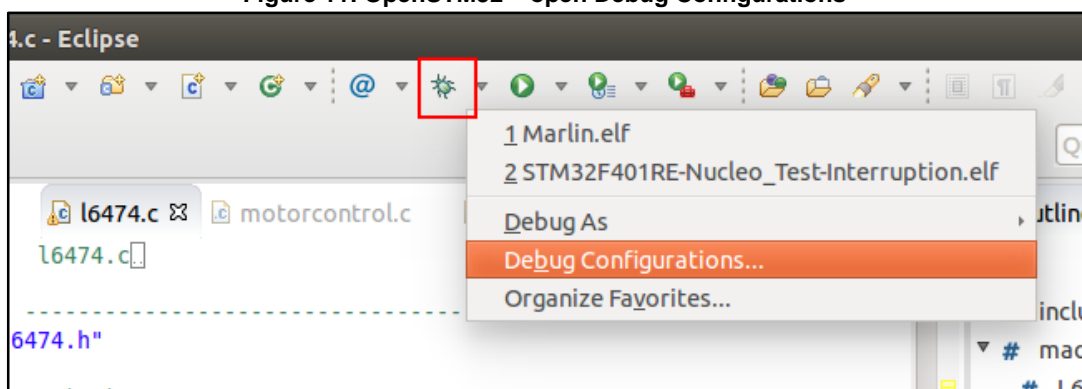 4.c - Eclipse
1 Marlin.elf
2 STM32F401RE-Nucleo_Test-Interruption.elf
l6474.c
motorcontrol.c
Debug As
l6474.c
Debug Configurations...
Organize Favorites...
6474.h"